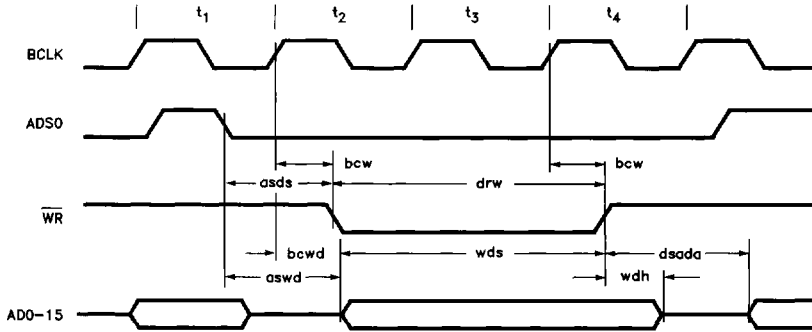 t1 t2 t3 t4
BCLK
ADS0
bcw bcw
asds drw
WR
bcwd wds dsada
aswd wdh
AD0-15